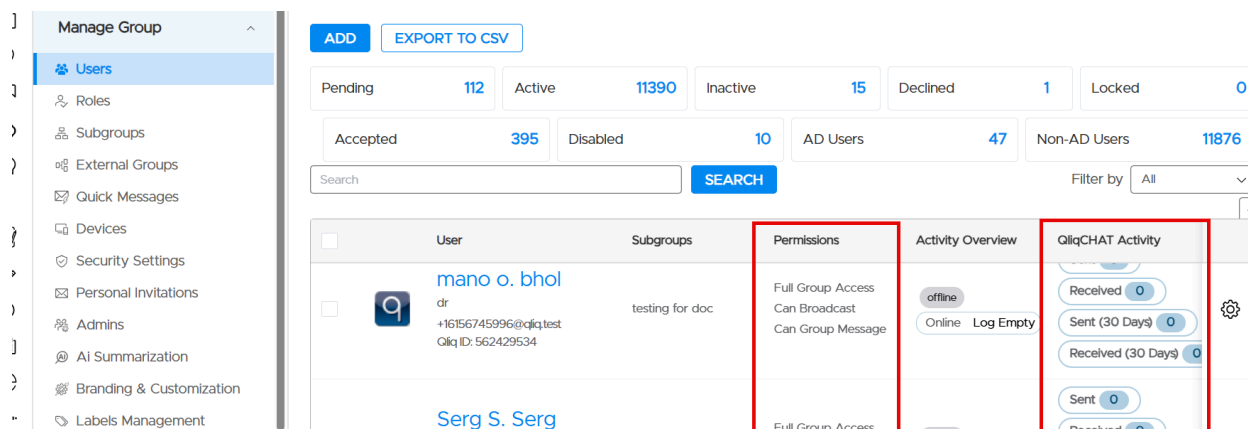 Manage Group
Users
Roles
Subgroups
External Groups
Quick Messages
Devices
Security Settings
Personal Invitations
Admins
Ai Summarization
Branding & Customization
Labels Management
ADD EXPORT TO CSV
Pending 112 Active 11390 Inactive 15 Declined 1 Locked 0
Accepted 395 Disabled 10 AD Users 47 Non-AD Users 11876
Search SEARCH Filter by All
User Subgroups Permissions Activity Overview QliqCHAT Activity
mano o. bhol
dr
+16156745996@qliq.test
Qliq ID: 562429534
testing for doc
Full Group Access
Can Broadcast
Can Group Message
offline
Online Log Empty
Received 0
Sent (30 Days) 0
Received (30 Days) 0
Serg S. Serg
Full Group Access
Sent 0
Received 0